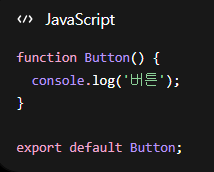 </> JavaScript
function Button() {
  console.log('버튼');
}

export default Button;